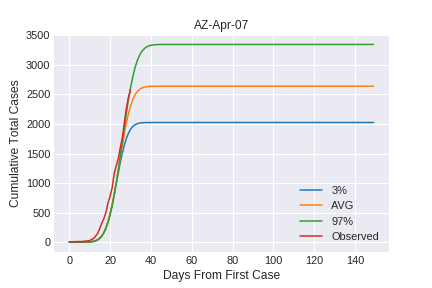 AZ-Apr-07
Cumulative Total Cases
3500
3000
2500
2000
1500
1000
500
0
3%
AVG
97%
Observed
0 20 40 60 80 100 120 140
Days From First Case